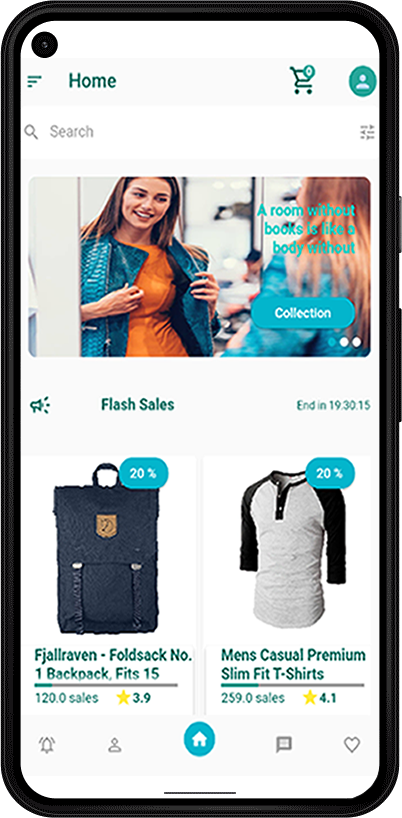 Home
0
Search
A room without
books is like a
body without
Collection
Flash Sales
End in 19.30.15
20 %
20 %
Fjallraven - Foldsack No.
1 Backpack, Fits 15
120.0 sales
3.9
Mens Casual Premium
Slim Fit T-Shirts
259.0 sales
4.1